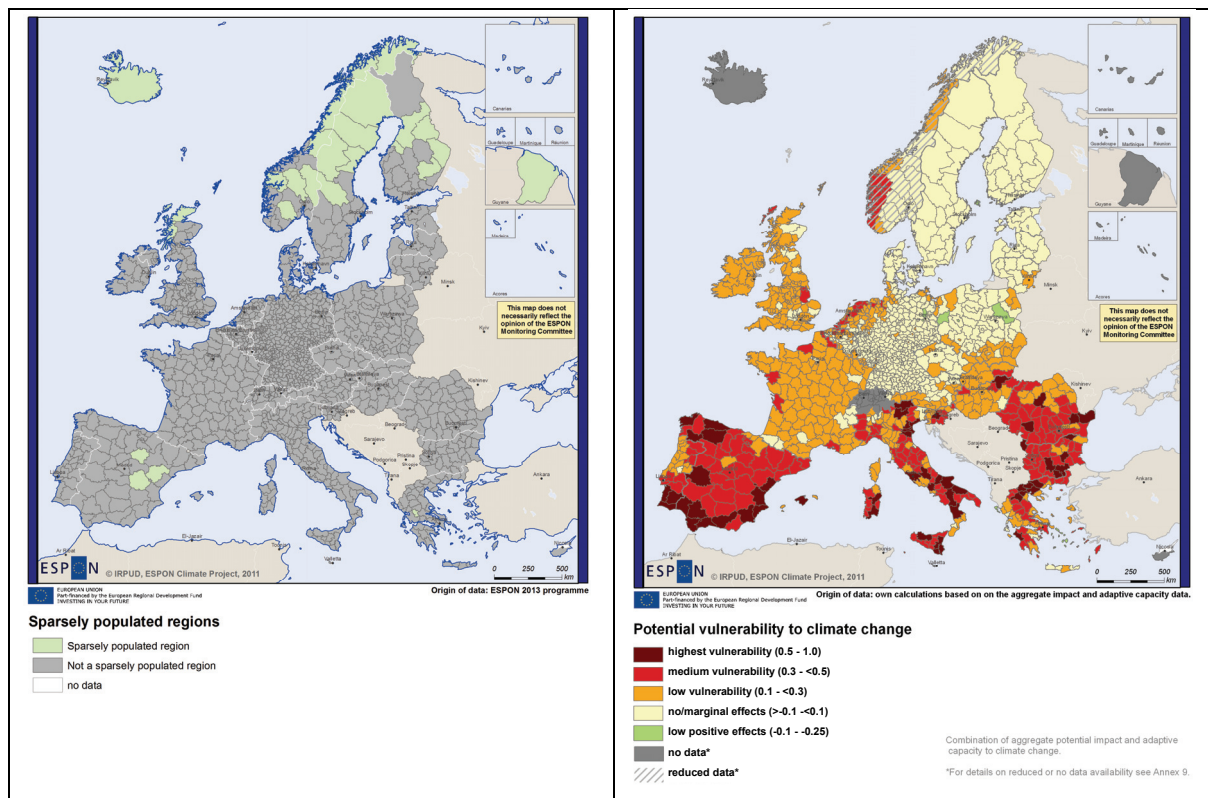 Reykjavik
Canaries
Guadeloupe
Martinique
Réunion
Guyane
Madeira
Acores
Minsk
Kyiv
Kishinev
Dublin
Beograd
Sarajevo
Podgorica
Pristina
Skopje
Tirana
Ankara
El-Jazair
Tounis
Ar Ribat
Valletta
Nicosia
This map does not
necessarily reflect the
opinion of the ESPON
Monitoring Committee
ESPON
© IRPUD, ESPON Climate Project, 2011
0 250 500
km
EUROPEAN UNION
Part-financed by the European Regional Development Fund
INVESTING IN YOUR FUTURE
Origin of data: ESPON 2013 programme
Sparsely populated regions
Sparsely populated region
Not a sparsely populated region
no data
Canaries
Guadeloupe
Martinique
Réunion
Guyane
Madeira
Acores
Minsk
Kyiv
Kishinev
Dublin
Beograd
Sarajevo
Podgorica
Pristina
Skopje
Tirana
Ankara
El-Jazair
Tounis
Ar Ribat
Valletta
Nicosia
This map does not
necessarily reflect the
opinion of the ESPON
Monitoring Committee
ESPON
© IRPUD, ESPON Climate Project, 2011
0 250 500
km
EUROPEAN UNION
Part-financed by the European Regional Development Fund
INVESTING IN YOUR FUTURE
Origin of data: own calculations based on on the aggregate impact and adaptive capacity data.
Potential vulnerability to climate change
highest vulnerability (0.5 - 1.0)
medium vulnerability (0.3 - <0.5)
low vulnerability (0.1 - <0.3)
no/marginal effects (>-0.1 -<0.1)
low positive effects (-0.1 - -0.25)
no data*
reduced data*
Combination of aggregate potential impact and adaptive
capacity to climate change.
*For details on reduced or no data availability see Annex 9.